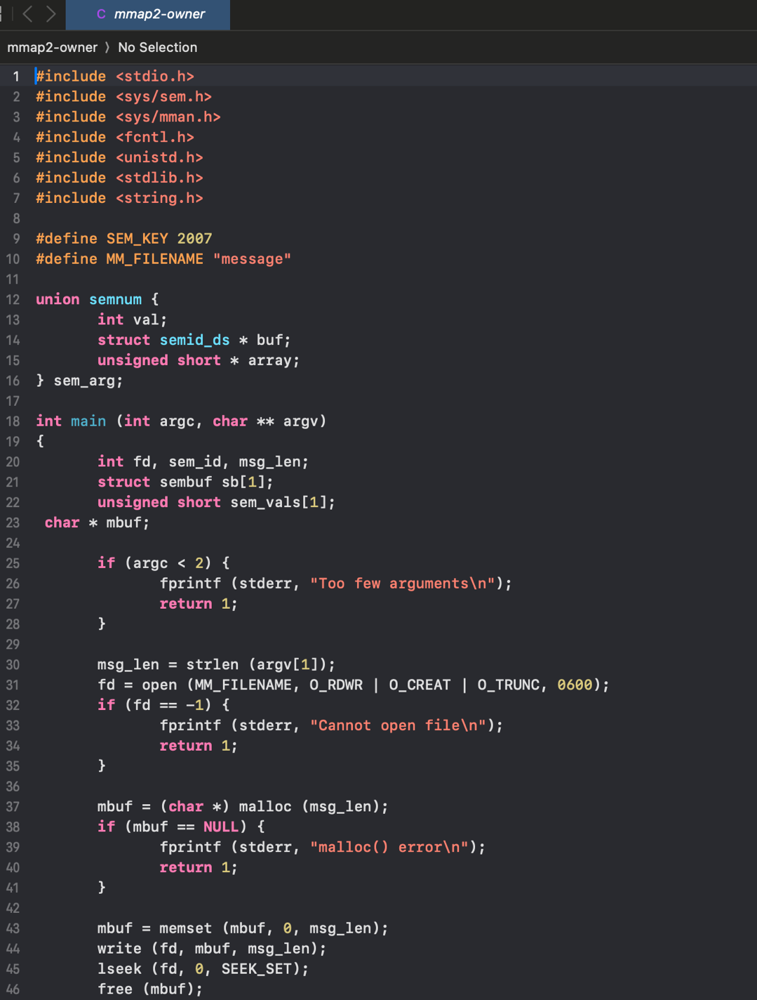 C mmap2-owner
mmap2-owner 〉 No Selection
1 #include <stdio.h>
2 #include <sys/sem.h>
3 #include <sys/mman.h>
4 #include <fcntl.h>
5 #include <unistd.h>
6 #include <stdlib.h>
7 #include <string.h>
8
9 #define SEM_KEY 2007
10 #define MM_FILENAME "message"
11
12 union semnum {
13         int val;
14         struct semid_ds * buf;
15         unsigned short * array;
16 } sem_arg;
17
18 int main (int argc, char ** argv)
19 {
20         int fd, sem_id, msg_len;
21         struct sembuf sb[1];
22         unsigned short sem_vals[1];
23  char * mbuf;
24
25         if (argc < 2) {
26                 fprintf (stderr, "Too few arguments\n");
27                 return 1;
28         }
29
30         msg_len = strlen (argv[1]);
31         fd = open (MM_FILENAME, O_RDWR | O_CREAT | O_TRUNC, 0600);
32         if (fd == -1) {
33                 fprintf (stderr, "Cannot open file\n");
34                 return 1;
35         }
36
37         mbuf = (char *) malloc (msg_len);
38         if (mbuf == NULL) {
39                 fprintf (stderr, "malloc() error\n");
40                 return 1;
41         }
42
43         mbuf = memset (mbuf, 0, msg_len);
44         write (fd, mbuf, msg_len);
45         lseek (fd, 0, SEEK_SET);
46         free (mbuf);